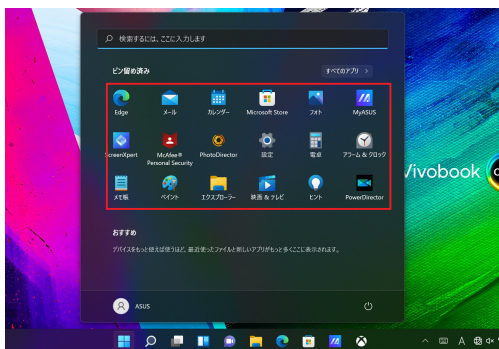 検索するには、ここに入力します
ピン留め済み
すべてのアプリ >
Edge
メール
カレンダー
Microsoft Store
フォト
MyASUS
ScreenXpert
McAfee®
Personal Security
PhotoDirector
設定
電卓
アラーム & クロック
メモ帳
ペイント
エクスプローラー
映画 & テレビ
ヒント
PowerDirector
Vivobook
おすすめ
デバイスをもっと使えば使うほど、最近使ったファイルと新しいアプリがもっと多くここに表示されます。
ASUS
A